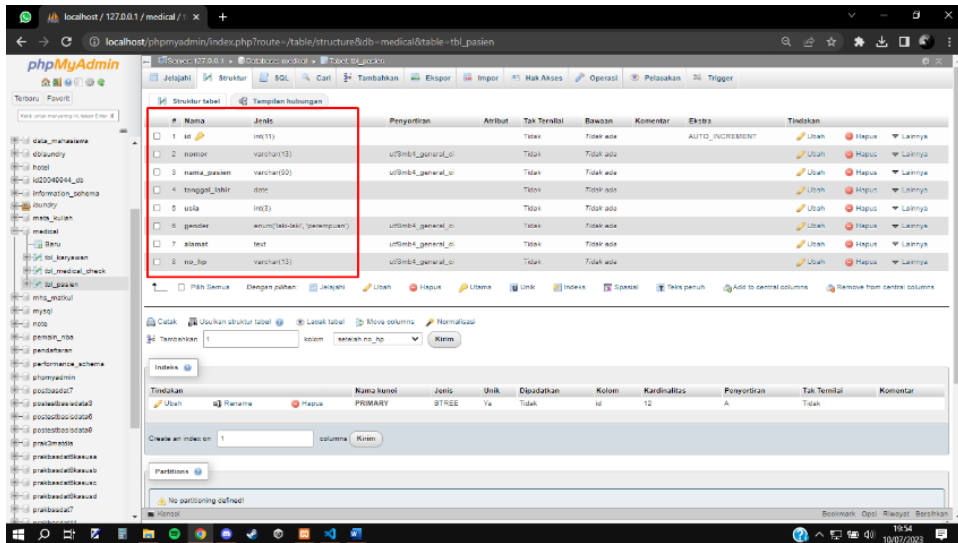 localhost / 127.0.0.1 / medical / t
localhost/phpmyadmin/index.php?route=/table/structure&db=medical&table=tbl_pasien
phpMyAdmin
Server: 127.0.0.1 » Database: medical » Tabel: tbl_pasien
Jelajahi Struktur SQL Cari Tambahkan Ekspor Impor Hak Akses Operasi Pelacakan Trigger
Terbaru Favorit
Struktur tabel Tampilan hubungan
# Nama Jenis Penyortiran Atribut Tak Ternilai Bawaan Komentar Ekstra Tindakan
1 id int(11) Tidak Tidak ada AUTO_INCREMENT Ubah Hapus Lainnya
2 nomor varchar(13) utf8mb4_general_ci Tidak Tidak ada Ubah Hapus Lainnya
3 nama_pasien varchar(50) utf8mb4_general_ci Tidak Tidak ada Ubah Hapus Lainnya
4 tanggal_lahir date Tidak Tidak ada Ubah Hapus Lainnya
5 usia int(3) Tidak Tidak ada Ubah Hapus Lainnya
6 gender enum('laki-laki', 'perempuan') utf8mb4_general_ci Tidak Tidak ada Ubah Hapus Lainnya
7 alamat text utf8mb4_general_ci Tidak Tidak ada Ubah Hapus Lainnya
8 no_hp varchar(13) utf8mb4_general_ci Tidak Tidak ada Ubah Hapus Lainnya
Pilih Semua Dengan pilihan: Jelajahi Ubah Hapus Utama Unik Indeks Spasial Teks penuh Add to central columns Remove from central columns
Cetak Usulkan struktur tabel Lacak tabel Move columns Normalisasi
Tambahkan 1 kolom setelah no_hp Kirim
Indeks
Tindakan Nama kunci Jenis Unik Dipadatkan Kolom Kardinalitas Penyortiran Tak Ternilai Komentar
Ubah Rename Hapus PRIMARY BTREE Ya Tidak id 12 A Tidak
Create an index on 1 columns Kirim
Partitions
No partitioning defined!
Konsol Bookmark Opsi Riwayat Bersihkan
data_mahasiswa
dblaundry
hotel
id20049944_db
information_schema
laundry
mata_kuliah
medical
Baru
tbl_karyawan
tbl_medical_check
tbl_pasien
mhs_matkul
mysql
note
pemain_nba
pendaftaran
performance_schema
phpmyadmin
postbasdat7
postestbasisdata3
postestbasisdata6
postestbasisdata8
prak3matdis
prakbasdat6kasusa
prakbasdat6kasusb
prakbasdat6kasusc
prakbasdat6kasusd
prakbasdat7
19:54
10/07/2023